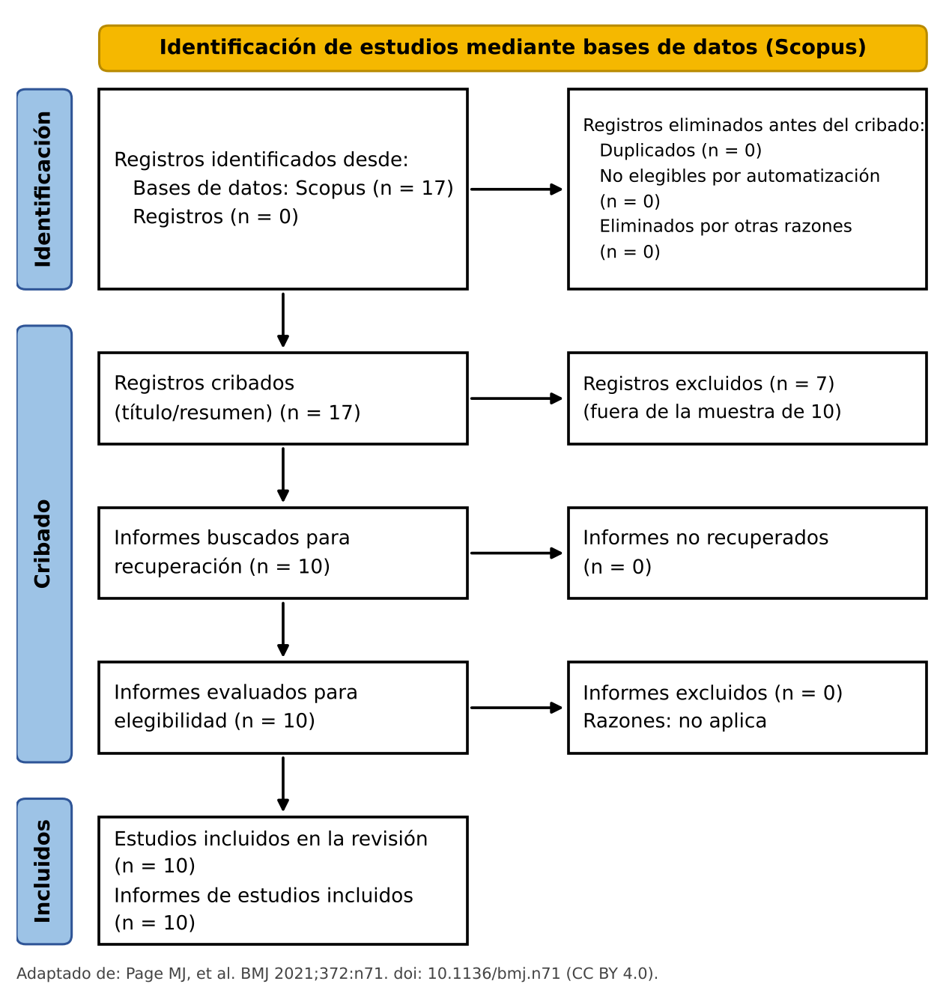 Identificación de estudios mediante bases de datos (Scopus)
Identificación
Registros identificados desde:
Bases de datos: Scopus (n = 17)
Registros (n = 0)
Registros eliminados antes del cribado:
Duplicados (n = 0)
No elegibles por automatización
(n = 0)
Eliminados por otras razones
(n = 0)
Cribado
Registros cribados
(título/resumen) (n = 17)
Registros excluidos (n = 7)
(fuera de la muestra de 10)
Informes buscados para
recuperación (n = 10)
Informes no recuperados
(n = 0)
Informes evaluados para
elegibilidad (n = 10)
Informes excluidos (n = 0)
Razones: no aplica
Incluidos
Estudios incluidos en la revisión
(n = 10)
Informes de estudios incluidos
(n = 10)
Adaptado de: Page MJ, et al. BMJ 2021;372:n71. doi: 10.1136/bmj.n71 (CC BY 4.0).